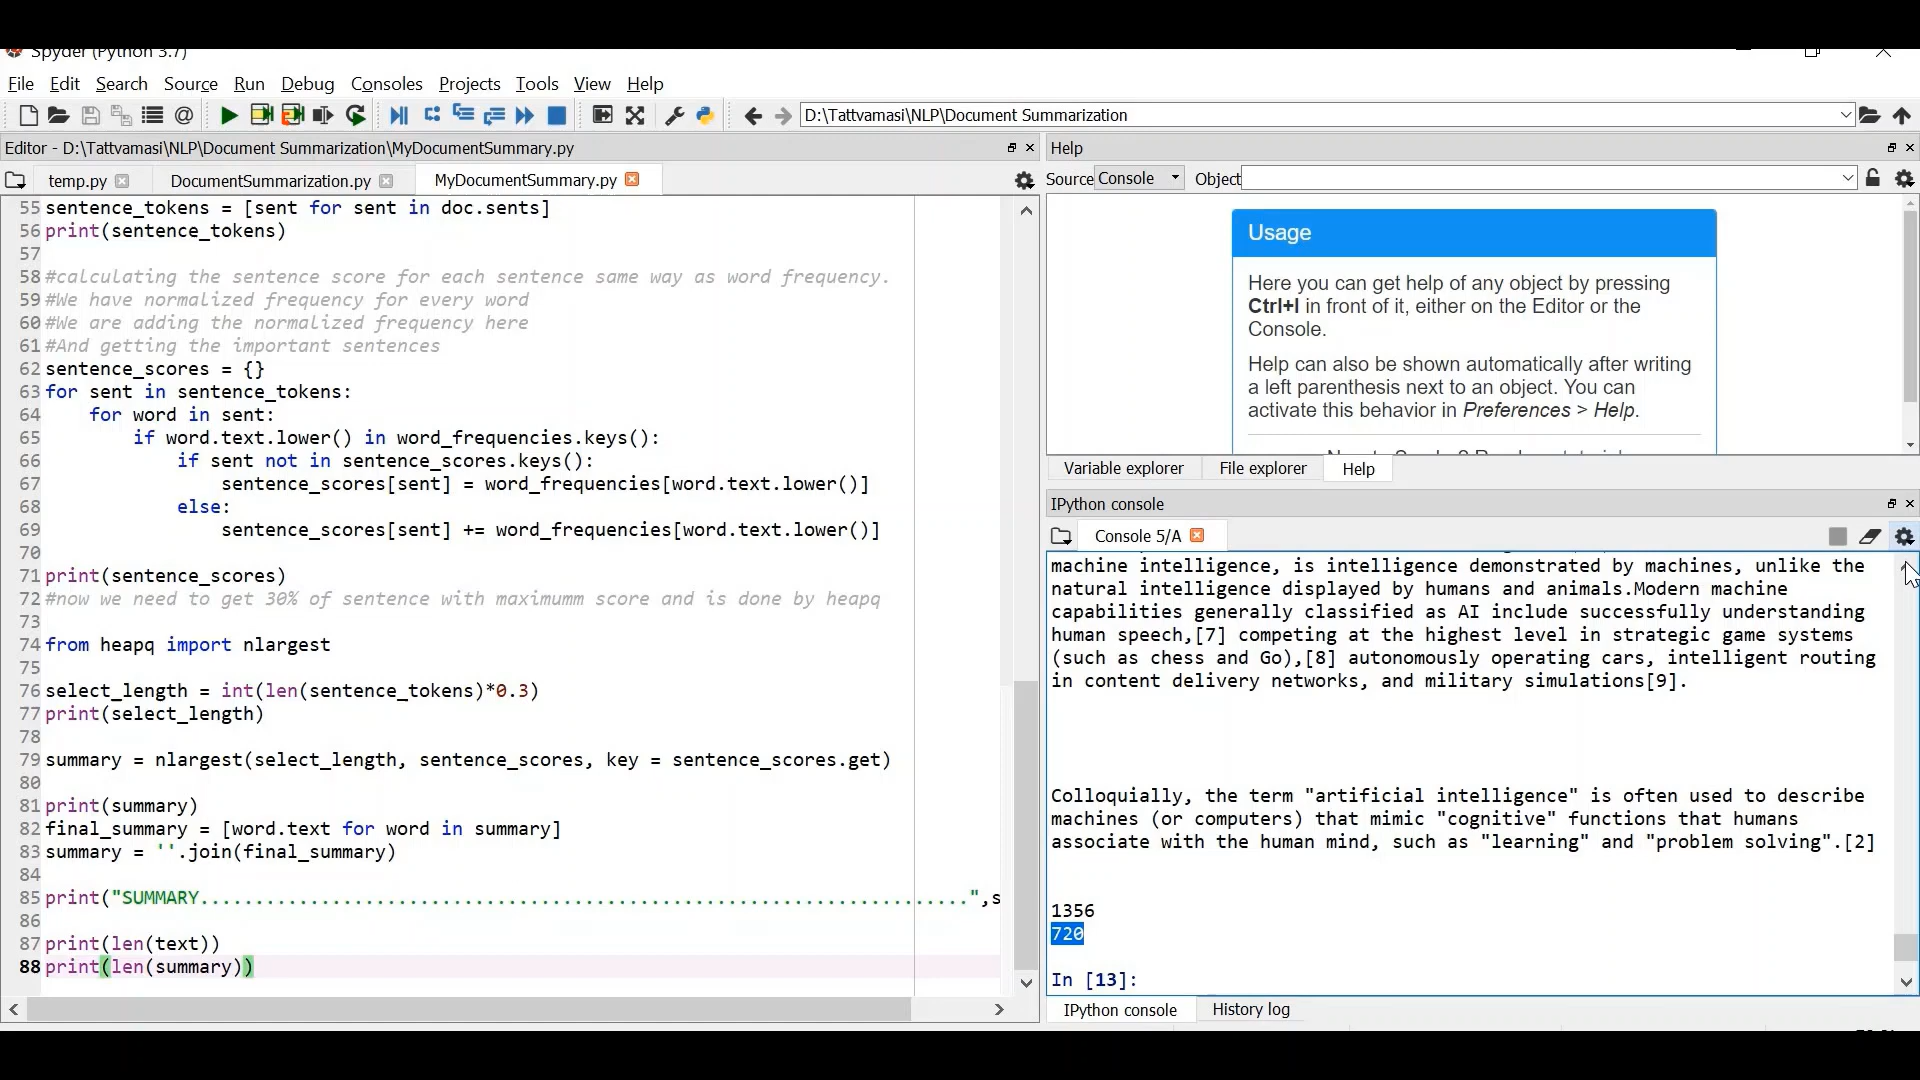 Spyder (Python 3.7)
File Edit Search Source Run Debug Consoles Projects Tools View Help
D:\Tattvamasi\NLP\Document Summarization
Editor - D:\Tattvamasi\NLP\Document Summarization\MyDocumentSummary.py
temp.py DocumentSummarization.py MyDocumentSummary.py
55 sentence_tokens = [sent for sent in doc.sents]
56 print(sentence_tokens)
57
58 #calculating the sentence score for each sentence same way as word frequency.
59 #We have normalized frequency for every word
60 #We are adding the normalized frequency here
61 #And getting the important sentences
62 sentence_scores = {}
63 for sent in sentence_tokens:
64     for word in sent:
65         if word.text.lower() in word_frequencies.keys():
66             if sent not in sentence_scores.keys():
67                 sentence_scores[sent] = word_frequencies[word.text.lower()]
68             else:
69                 sentence_scores[sent] += word_frequencies[word.text.lower()]
70
71 print(sentence_scores)
72 #now we need to get 30% of sentence with maximumm score and is done by heapq
73
74 from heapq import nlargest
75
76 select_length = int(len(sentence_tokens)*0.3)
77 print(select_length)
78
79 summary = nlargest(select_length, sentence_scores, key = sentence_scores.get)
80
81 print(summary)
82 final_summary = [word.text for word in summary]
83 summary = ''.join(final_summary)
84
85 print("SUMMARY......................................................................",s
86
87 print(len(text))
88 print(len(summary))
Help
Source Console Object
Usage
Here you can get help of any object by pressing
Ctrl+I in front of it, either on the Editor or the
Console.
Help can also be shown automatically after writing
a left parenthesis next to an object. You can
activate this behavior in Preferences > Help.
Variable explorer File explorer Help
IPython console
Console 5/A
machine intelligence, is intelligence demonstrated by machines, unlike the
natural intelligence displayed by humans and animals.Modern machine
capabilities generally classified as AI include successfully understanding
human speech,[7] competing at the highest level in strategic game systems
(such as chess and Go),[8] autonomously operating cars, intelligent routing
in content delivery networks, and military simulations[9].
Colloquially, the term "artificial intelligence" is often used to describe
machines (or computers) that mimic "cognitive" functions that humans
associate with the human mind, such as "learning" and "problem solving".[2]
1356
720
In [13]:
IPython console History log